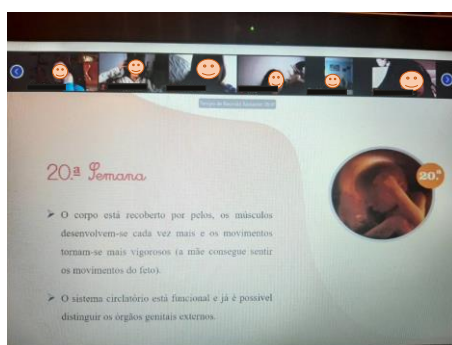 20.ª Semana
20.ª
➤ O corpo está recoberto por pelos, os músculos
desenvolvem-se cada vez mais e os movimentos
tornam-se mais vigorosos (a mãe consegue sentir
os movimentos do feto).
➤ O sistema circlatório está funcional e já é possível
distinguir os órgãos genitais externos.